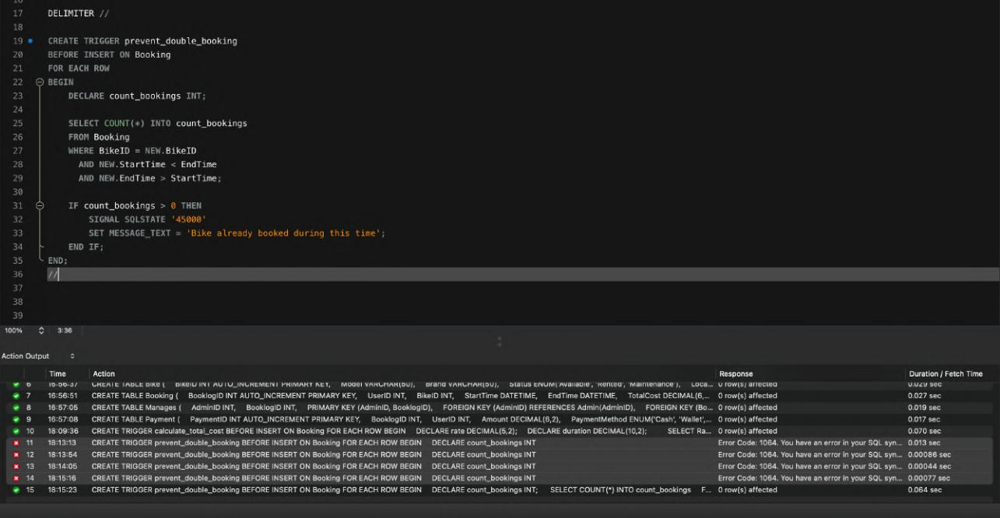 16
17 DELIMITER //
18
19 CREATE TRIGGER prevent_double_booking
20 BEFORE INSERT ON Booking
21 FOR EACH ROW
22 BEGIN
23 DECLARE count_bookings INT;
24
25 SELECT COUNT(*) INTO count_bookings
26 FROM Booking
27 WHERE BikeID = NEW.BikeID
28 AND NEW.StartTime < EndTime
29 AND NEW.EndTime > StartTime;
30
31 IF count_bookings > 0 THEN
32 SIGNAL SQLSTATE '45000'
33 SET MESSAGE_TEXT = 'Bike already booked during this time';
34 END IF;
35 END;
36 //
37
38
39
100% 3:36
Action Output
Time Action Response Duration / Fetch Time
6 16:56:37 CREATE TABLE Bike ( BikeID INT AUTO_INCREMENT PRIMARY KEY, Model VARCHAR(50), Brand VARCHAR(50), Status ENUM('Available', 'Rented', 'Maintenance'), Loca... 0 row(s) affected 0.029 sec
7 16:56:51 CREATE TABLE Booking ( BooklogID INT AUTO_INCREMENT PRIMARY KEY, UserID INT, BikeID INT, StartTime DATETIME, EndTime DATETIME, TotalCost DECIMAL(6,... 0 row(s) affected 0.027 sec
8 16:57:05 CREATE TABLE Manages ( AdminID INT, BooklogID INT, PRIMARY KEY (AdminID, BooklogID), FOREIGN KEY (AdminID) REFERENCES Admin(AdminID), FOREIGN KEY (Bo... 0 row(s) affected 0.019 sec
9 16:57:08 CREATE TABLE Payment ( PaymentID INT AUTO_INCREMENT PRIMARY KEY, BooklogID INT, UserID INT, Amount DECIMAL(6,2), PaymentMethod ENUM('Cash', 'Wallet',... 0 row(s) affected 0.017 sec
10 18:09:36 CREATE TRIGGER calculate_total_cost BEFORE INSERT ON Booking FOR EACH ROW BEGIN DECLARE rate DECIMAL(5,2); DECLARE duration DECIMAL(10,2); SELECT Ra... 0 row(s) affected 0.070 sec
11 18:13:13 CREATE TRIGGER prevent_double_booking BEFORE INSERT ON Booking FOR EACH ROW BEGIN DECLARE count_bookings INT Error Code: 1064. You have an error in your SQL syn... 0.013 sec
12 18:13:54 CREATE TRIGGER prevent_double_booking BEFORE INSERT ON Booking FOR EACH ROW BEGIN DECLARE count_bookings INT Error Code: 1064. You have an error in your SQL syn... 0.00086 sec
13 18:14:05 CREATE TRIGGER prevent_double_booking BEFORE INSERT ON Booking FOR EACH ROW BEGIN DECLARE count_bookings INT Error Code: 1064. You have an error in your SQL syn... 0.00044 sec
14 18:15:16 CREATE TRIGGER prevent_double_booking BEFORE INSERT ON Booking FOR EACH ROW BEGIN DECLARE count_bookings INT Error Code: 1064. You have an error in your SQL syn... 0.00077 sec
15 18:15:23 CREATE TRIGGER prevent_double_booking BEFORE INSERT ON Booking FOR EACH ROW BEGIN DECLARE count_bookings INT; SELECT COUNT(*) INTO count_bookings F... 0 row(s) affected 0.064 sec